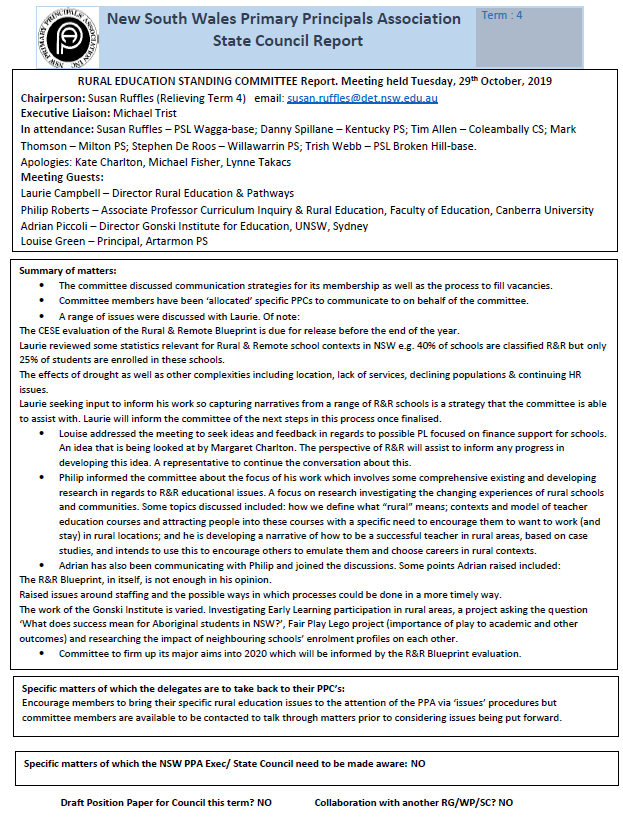 New South Wales Primary Principals Association
State Council Report
Term : 4
NSW PRIMARY PRINCIPALS' ASSOCIATION INC
RURAL EDUCATION STANDING COMMITTEE Report. Meeting held Tuesday, 29th October, 2019
Chairperson: Susan Ruffles (Relieving Term 4) email: susan.ruffles@det.nsw.edu.au
Executive Liaison: Michael Trist
In attendance: Susan Ruffles – PSL Wagga-base; Danny Spillane – Kentucky PS; Tim Allen – Coleambally CS; Mark
Thomson – Milton PS; Stephen De Roos – Willawarrin PS; Trish Webb – PSL Broken Hill-base.
Apologies: Kate Charlton, Michael Fisher, Lynne Takacs
Meeting Guests:
Laurie Campbell – Director Rural Education & Pathways
Philip Roberts – Associate Professor Curriculum Inquiry & Rural Education, Faculty of Education, Canberra University
Adrian Piccoli – Director Gonski Institute for Education, UNSW, Sydney
Louise Green – Principal, Artarmon PS
Summary of matters:
• The committee discussed communication strategies for its membership as well as the process to fill vacancies.
• Committee members have been ‘allocated’ specific PPCs to communicate to on behalf of the committee.
• A range of issues were discussed with Laurie. Of note:
The CESE evaluation of the Rural & Remote Blueprint is due for release before the end of the year.
Laurie reviewed some statistics relevant for Rural & Remote school contexts in NSW e.g. 40% of schools are classified R&R but only
25% of students are enrolled in these schools.
The effects of drought as well as other complexities including location, lack of services, declining populations & continuing HR
issues.
Laurie seeking input to inform his work so capturing narratives from a range of R&R schools is a strategy that the committee is able
to assist with. Laurie will inform the committee of the next steps in this process once finalised.
• Louise addressed the meeting to seek ideas and feedback in regards to possible PL focused on finance support for schools.
An idea that is being looked at by Margaret Charlton. The perspective of R&R will assist to inform any progress in
developing this idea. A representative to continue the conversation about this.
• Philip informed the committee about the focus of his work which involves some comprehensive existing and developing
research in regards to R&R educational issues. A focus on research investigating the changing experiences of rural schools
and communities. Some topics discussed included: how we define what “rural” means; contexts and model of teacher
education courses and attracting people into these courses with a specific need to encourage them to want to work (and
stay) in rural locations; and he is developing a narrative of how to be a successful teacher in rural areas, based on case
studies, and intends to use this to encourage others to emulate them and choose careers in rural contexts.
• Adrian has also been communicating with Philip and joined the discussions. Some points Adrian raised included:
The R&R Blueprint, in itself, is not enough in his opinion.
Raised issues around staffing and the possible ways in which processes could be done in a more timely way.
The work of the Gonski Institute is varied. Investigating Early Learning participation in rural areas, a project asking the question
‘What does success mean for Aboriginal students in NSW?’, Fair Play Lego project (importance of play to academic and other
outcomes) and researching the impact of neighbouring schools’ enrolment profiles on each other.
• Committee to firm up its major aims into 2020 which will be informed by the R&R Blueprint evaluation.
Specific matters of which the delegates are to take back to their PPC’s:
Encourage members to bring their specific rural education issues to the attention of the PPA via ‘issues’ procedures but
committee members are available to be contacted to talk through matters prior to considering issues being put forward.
Specific matters of which the NSW PPA Exec/ State Council need to be made aware: NO
Draft Position Paper for Council this term? NO Collaboration with another RG/WP/SC? NO